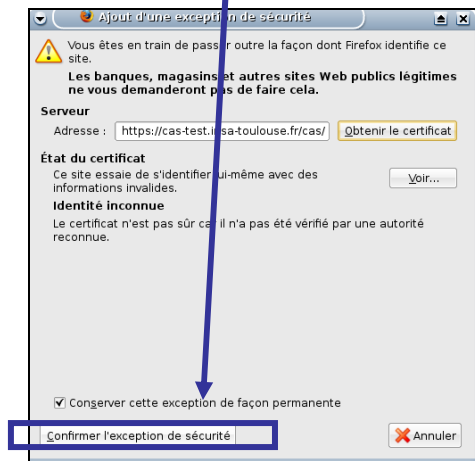 Ajout d'une exception de sécurité
Vous êtes en train de passer outre la façon dont Firefox identifie ce
site.
Les banques, magasins et autres sites Web publics légitimes
ne vous demanderont pas de faire cela.
Serveur
Adresse : https://cas-test.insa-toulouse.fr/cas/ Obtenir le certificat
État du certificat
Ce site essaie de s'identifier lui-même avec des
informations invalides.
Voir...
Identité inconnue
Le certificat n'est pas sûr car il n'a pas été vérifié par une autorité
reconnue.
Conserver cette exception de façon permanente
Confirmer l'exception de sécurité Annuler